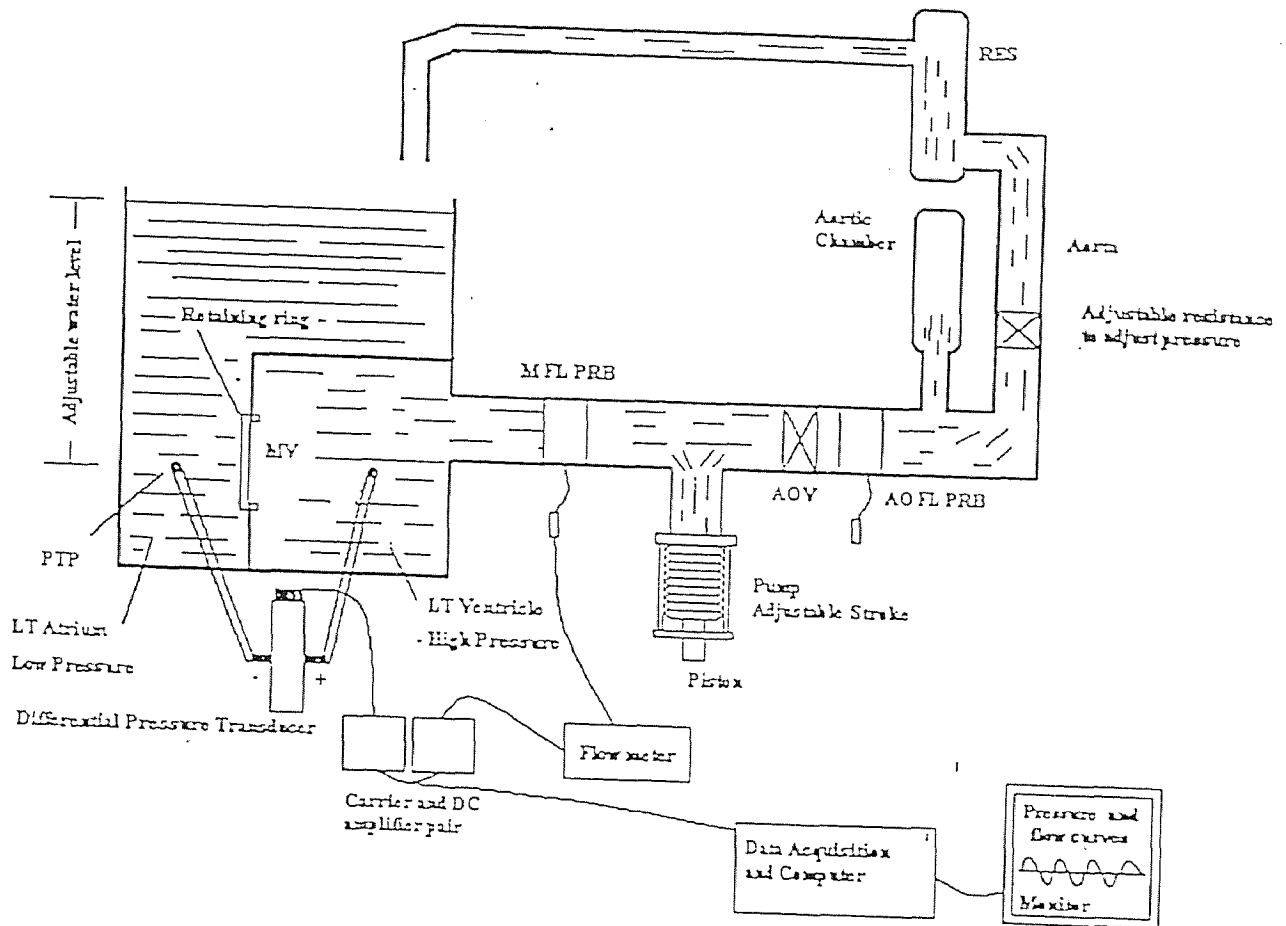 RES
Aortic
Chamber
Aorta
Adjustable resistance
to adjust pressure
Adjustable water level
Retaining ring
M FL PRB
MV
AOV
AO FL PRB
PTP
Pump
Adjustable Stroke
LT Ventricle
- High Pressure
LT Atrium
Low Pressure
- +
Piston
Differential Pressure Transducer
Flow meter
Carrier and DC
amplifier pair
Data Acquisition
and Computer
Pressure and
flow curves
Monitor